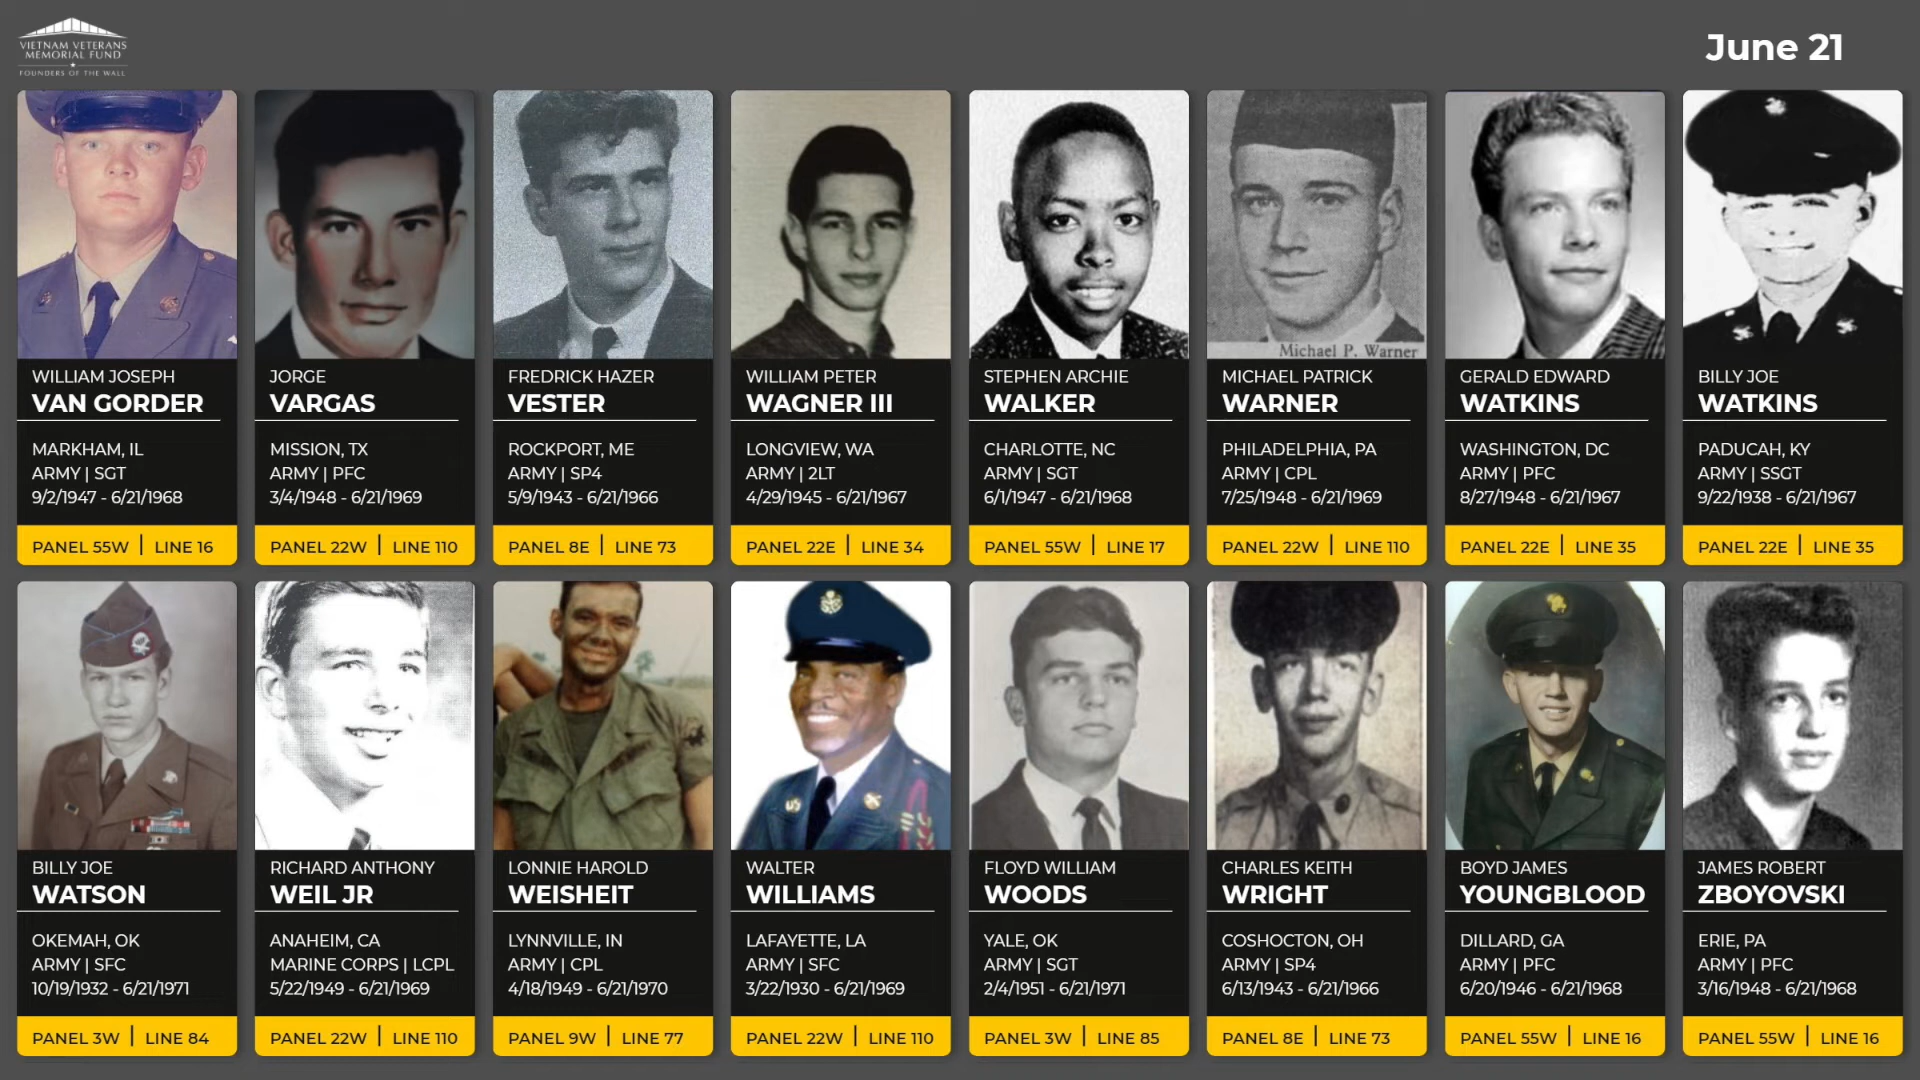 VIETNAM VETERANS
MEMORIAL FUND
FOUNDERS OF THE WALL
June 21
Michael P. Warner
WILLIAM JOSEPH
VAN GORDER
MARKHAM, IL
ARMY | SGT
9/2/1947 - 6/21/1968
PANEL 55W | LINE 16
JORGE
VARGAS
MISSION, TX
ARMY | PFC
3/4/1948 - 6/21/1969
PANEL 22W | LINE 110
FREDRICK HAZER
VESTER
ROCKPORT, ME
ARMY | SP4
5/9/1943 - 6/21/1966
PANEL 8E | LINE 73
WILLIAM PETER
WAGNER III
LONGVIEW, WA
ARMY | 2LT
4/29/1945 - 6/21/1967
PANEL 22E | LINE 34
STEPHEN ARCHIE
WALKER
CHARLOTTE, NC
ARMY | SGT
6/1/1947 - 6/21/1968
PANEL 55W | LINE 17
MICHAEL PATRICK
WARNER
PHILADELPHIA, PA
ARMY | CPL
7/25/1948 - 6/21/1969
PANEL 22W | LINE 110
GERALD EDWARD
WATKINS
WASHINGTON, DC
ARMY | PFC
8/27/1948 - 6/21/1967
PANEL 22E | LINE 35
BILLY JOE
WATKINS
PADUCAH, KY
ARMY | SSGT
9/22/1938 - 6/21/1967
PANEL 22E | LINE 35
BILLY JOE
WATSON
OKEMAH, OK
ARMY | SFC
10/19/1932 - 6/21/1971
PANEL 3W | LINE 84
RICHARD ANTHONY
WEIL JR
ANAHEIM, CA
MARINE CORPS | LCPL
5/22/1949 - 6/21/1969
PANEL 22W | LINE 110
LONNIE HAROLD
WEISHEIT
LYNNVILLE, IN
ARMY | CPL
4/18/1949 - 6/21/1970
PANEL 9W | LINE 77
WALTER
WILLIAMS
LAFAYETTE, LA
ARMY | SFC
3/22/1930 - 6/21/1969
PANEL 22W | LINE 110
FLOYD WILLIAM
WOODS
YALE, OK
ARMY | SGT
2/4/1951 - 6/21/1971
PANEL 3W | LINE 85
CHARLES KEITH
WRIGHT
COSHOCTON, OH
ARMY | SP4
6/13/1943 - 6/21/1966
PANEL 8E | LINE 73
BOYD JAMES
YOUNGBLOOD
DILLARD, GA
ARMY | PFC
6/20/1946 - 6/21/1968
PANEL 55W | LINE 16
JAMES ROBERT
ZBOYOVSKI
ERIE, PA
ARMY | PFC
3/16/1948 - 6/21/1968
PANEL 55W | LINE 16